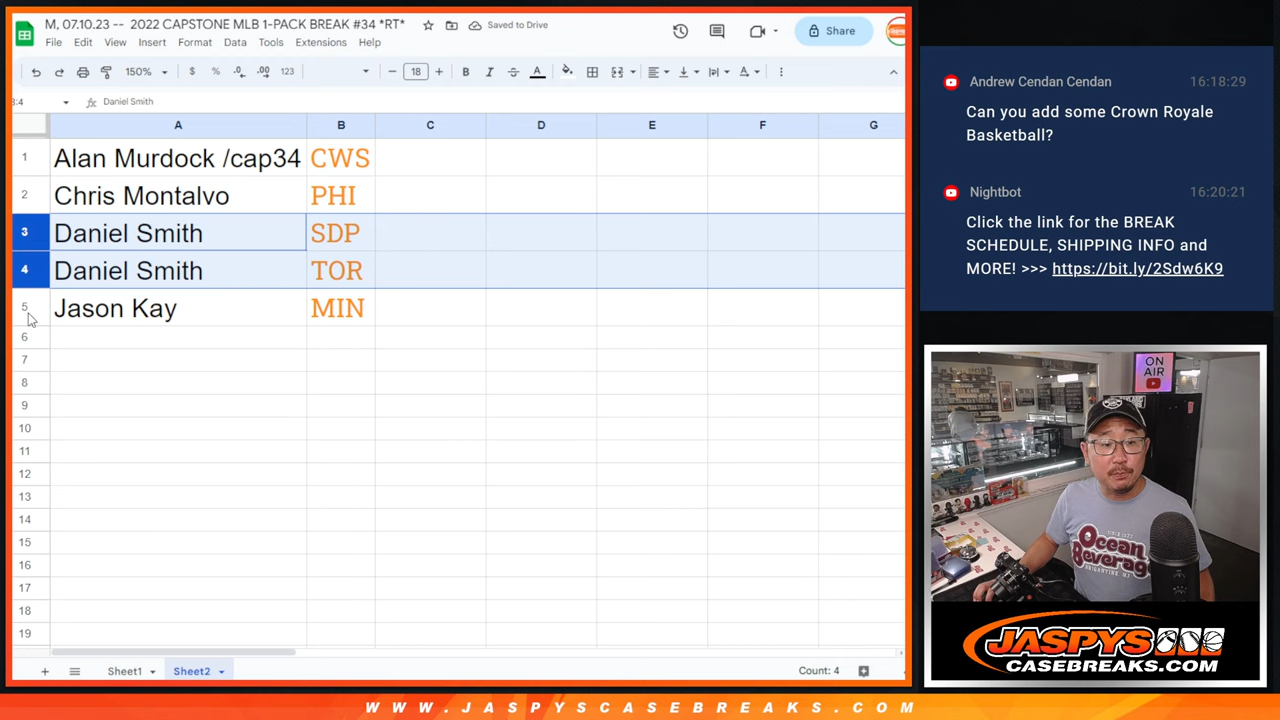 M, 07.10.23 -- 2022 CAPSTONE MLB 1-PACK BREAK #34 *RT*
Saved to Drive
Share
File Edit View Insert Format Data Tools Extensions Help
150% $ % .0 .00 123 18 B I A
3:4 fx Daniel Smith
A B C D E F G
1 Alan Murdock /cap34 CWS
2 Chris Montalvo PHI
3 Daniel Smith SDP
4 Daniel Smith TOR
5 Jason Kay MIN
6
7
8
9
10
11
12
13
14
15
16
17
18
19
Sheet1 Sheet2 Count: 4
Andrew Cendan Cendan 16:18:29
Can you add some Crown Royale
Basketball?
Nightbot 16:20:21
Click the link for the BREAK
SCHEDULE, SHIPPING INFO and
MORE! >>> https://bit.ly/2Sdw6K9
ON
AIR
Ocean
Beverage
BRIGANTINE, NJ
JASPYS
CASEBREAKS.COM
WWW.JASPYSCASEBREAKS.COM